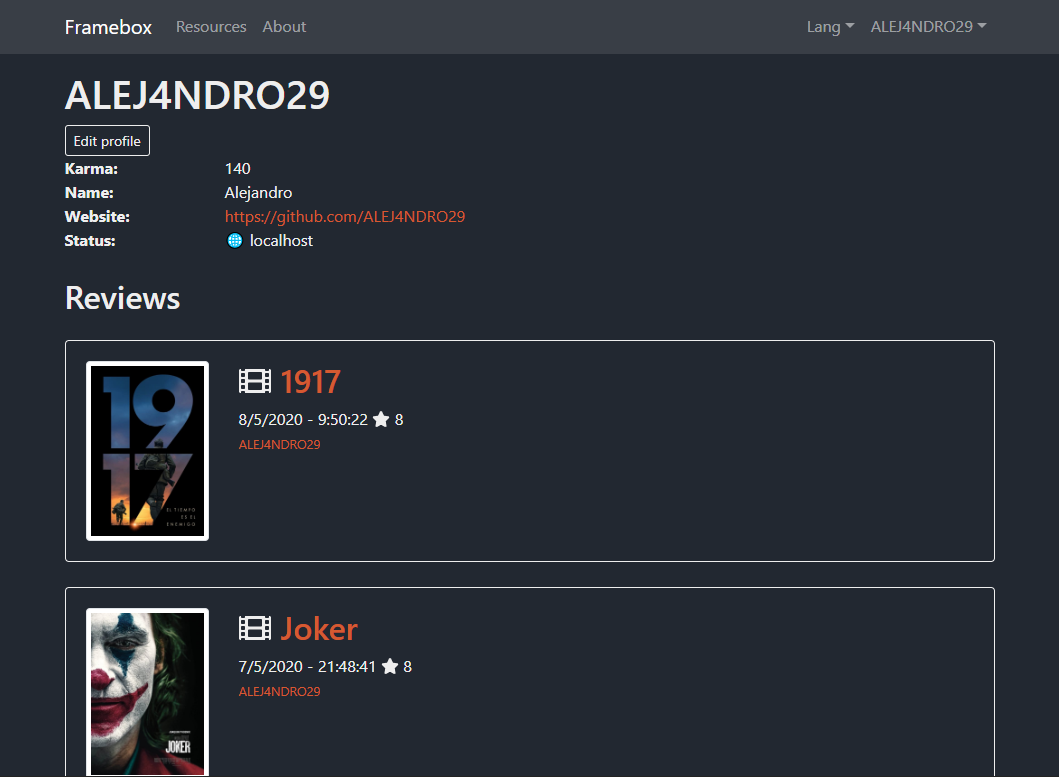 Framebox Resources About Lang ALEJ4NDRO29
ALEJ4NDRO29
Edit profile
Karma: 140
Name: Alejandro
Website: https://github.com/ALEJ4NDRO29
Status: localhost
Reviews
1917
8/5/2020 - 9:50:22 8
ALEJ4NDRO29
19
17
EL TIEMPO
ES EL
ENEMIGO
Joker
7/5/2020 - 21:48:41 8
ALEJ4NDRO29
JOKER